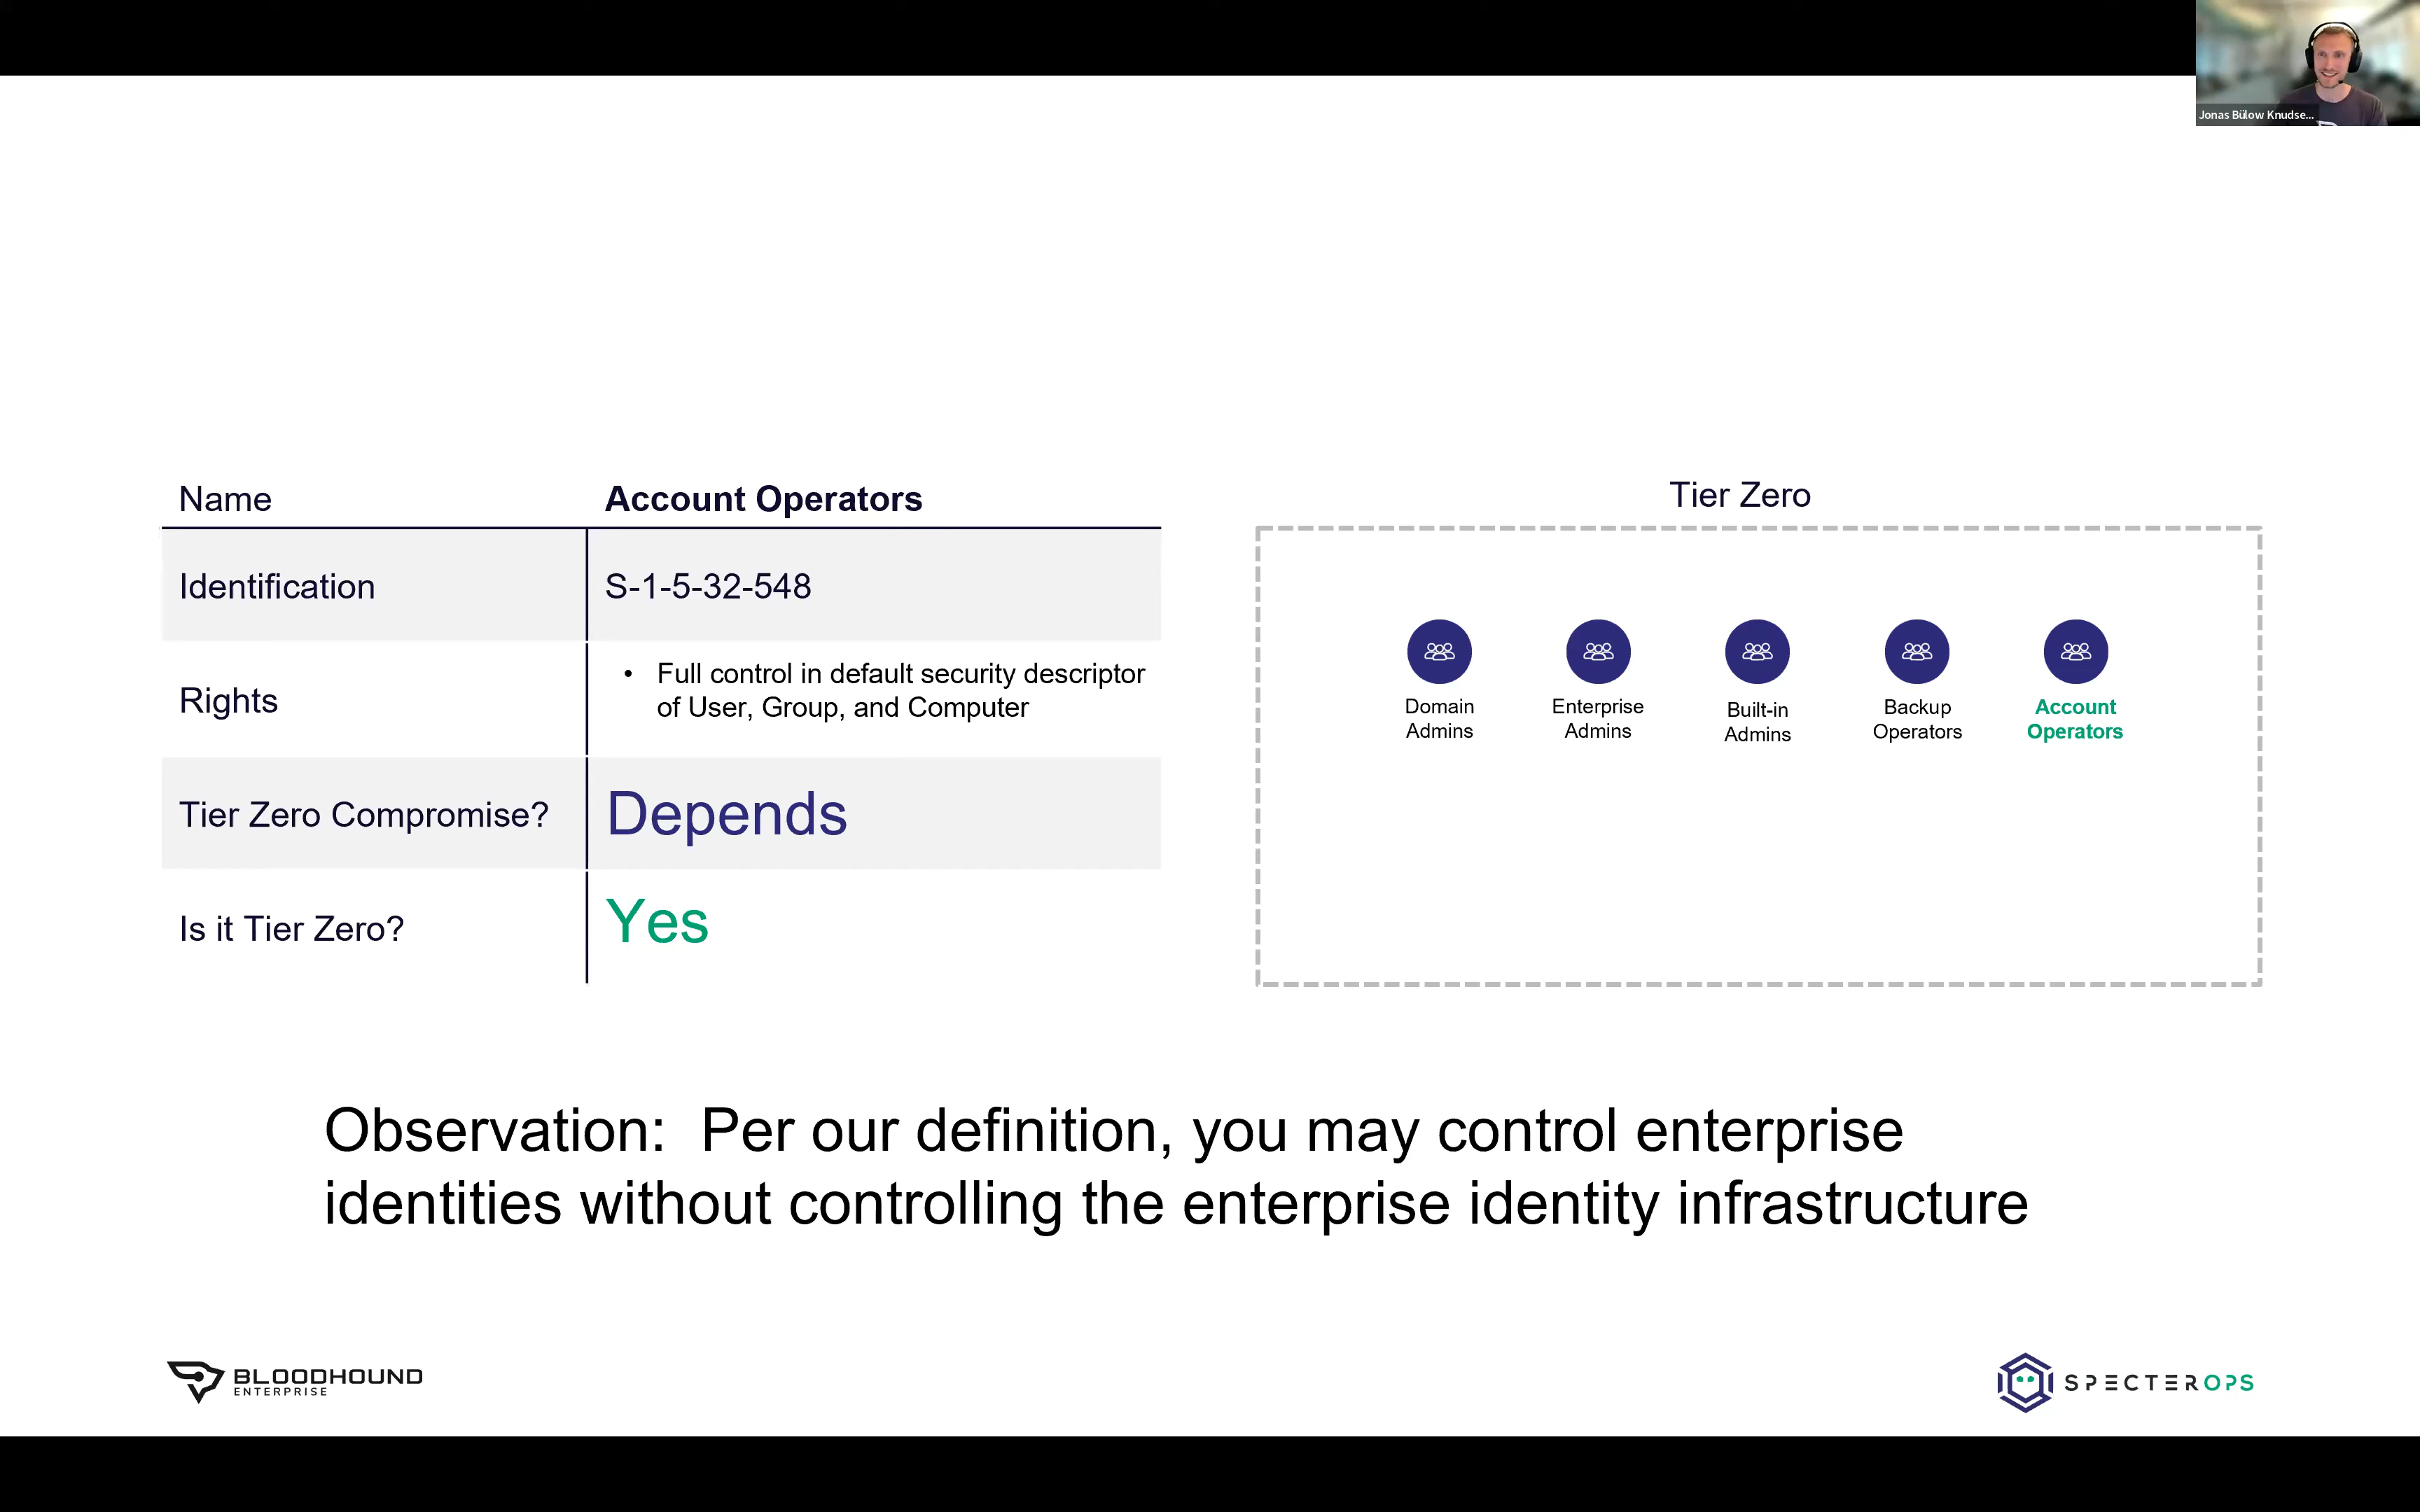 Jonas Bülow Knudse...
Name Account Operators
Identification S-1-5-32-548
Rights
• Full control in default security descriptor
of User, Group, and Computer
Tier Zero Compromise? Depends
Is it Tier Zero? Yes
Tier Zero
Domain
Admins
Enterprise
Admins
Built-in
Admins
Backup
Operators
Account
Operators
Observation: Per our definition, you may control enterprise
identities without controlling the enterprise identity infrastructure
BLOODHOUND
ENTERPRISE
SPECTEROPS